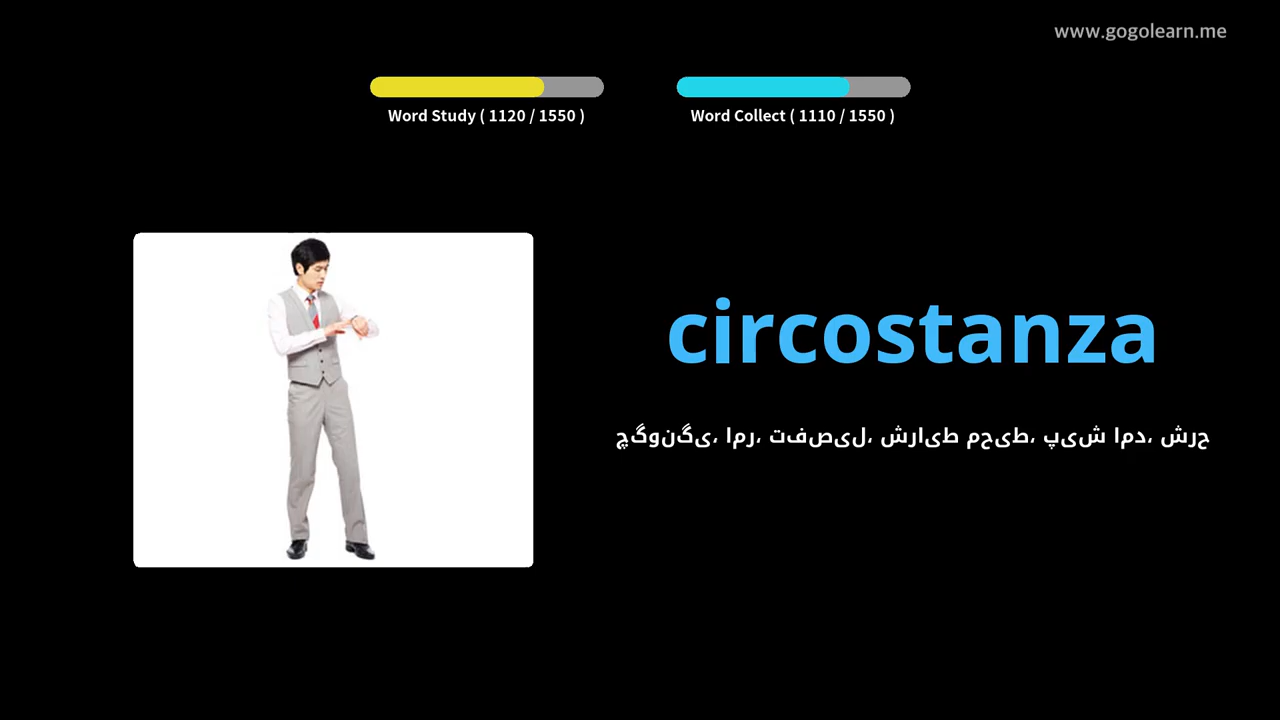 www.gogolearn.me
Word Study ( 1120 / 1550 )
Word Collect ( 1110 / 1550 )
circostanza
چگونگی، امر، تفصیل، شرایط محیط، پیش امد، شرح